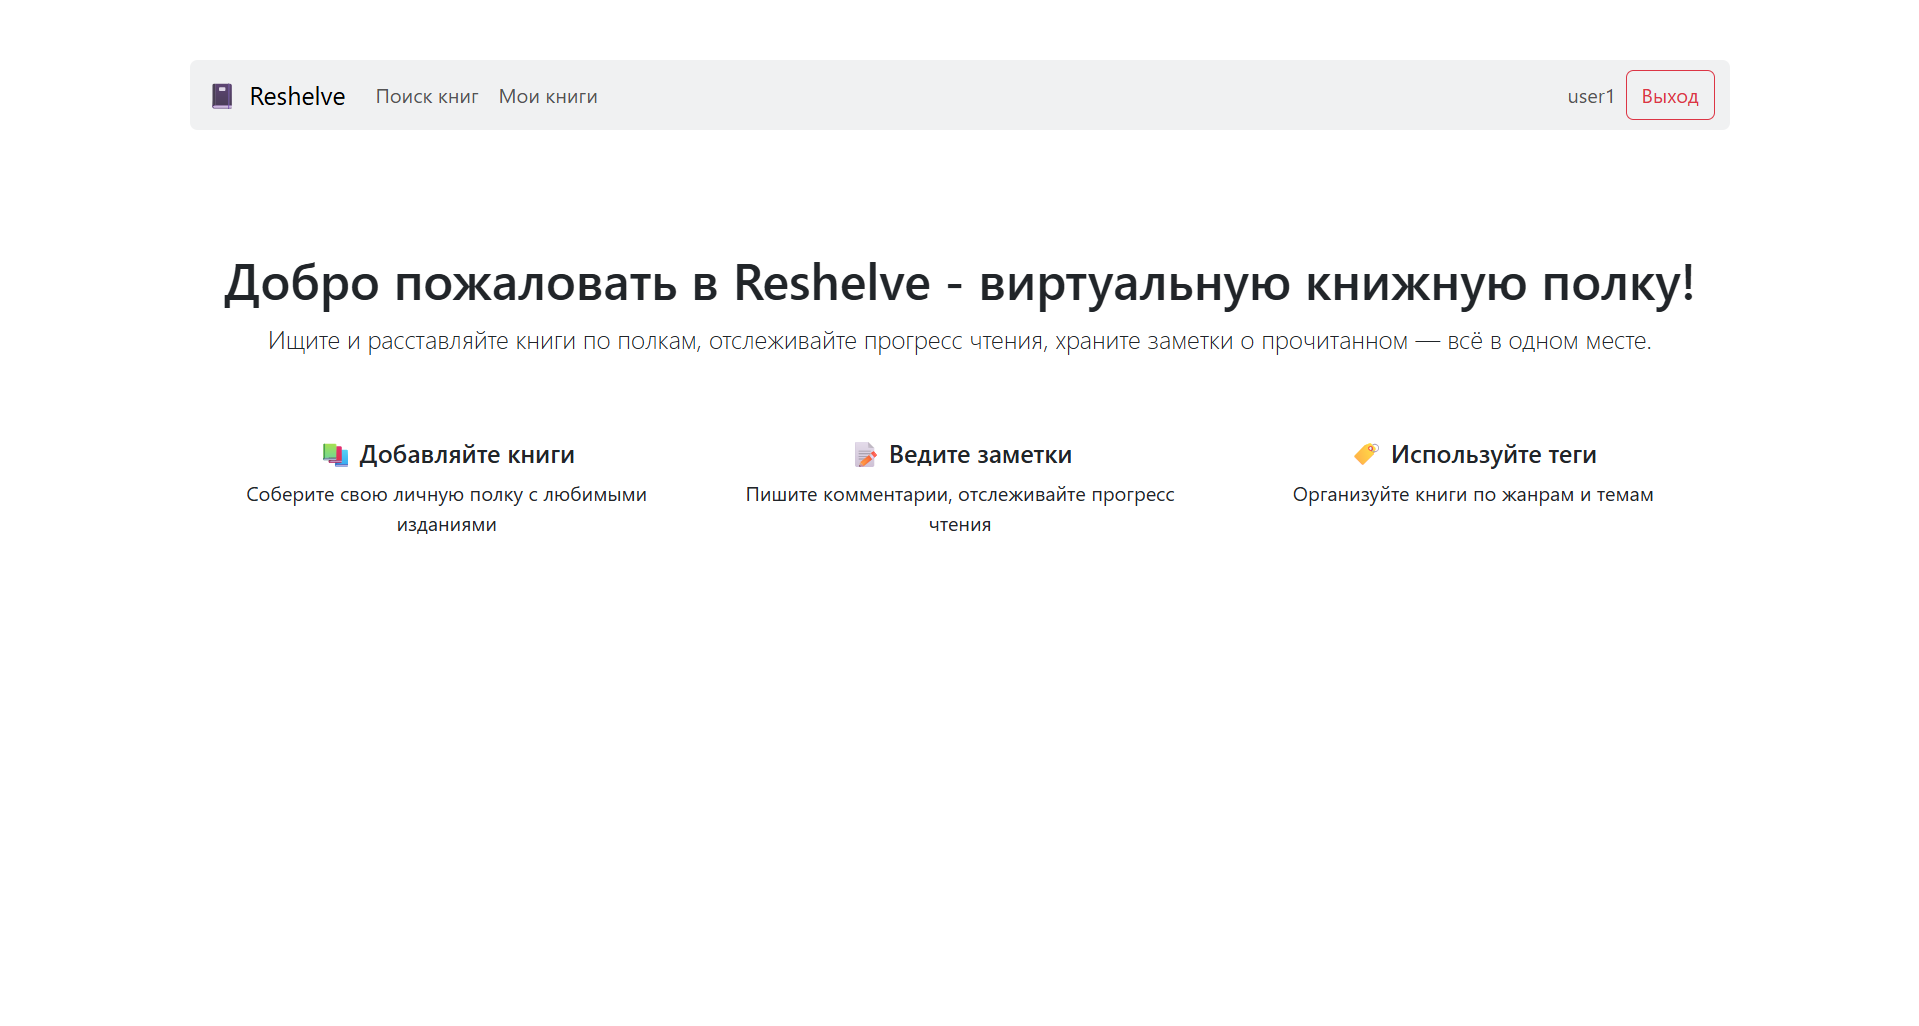 Reshelve Поиск книг Мои книги user1 Выход
Добро пожаловать в Reshelve - виртуальную книжную полку!
Ищите и расставляйте книги по полкам, отслеживайте прогресс чтения, храните заметки о прочитанном — всё в одном месте.
Добавляйте книги
Соберите свою личную полку с любимыми
изданиями
Ведите заметки
Пишите комментарии, отслеживайте прогресс
чтения
Используйте теги
Организуйте книги по жанрам и темам